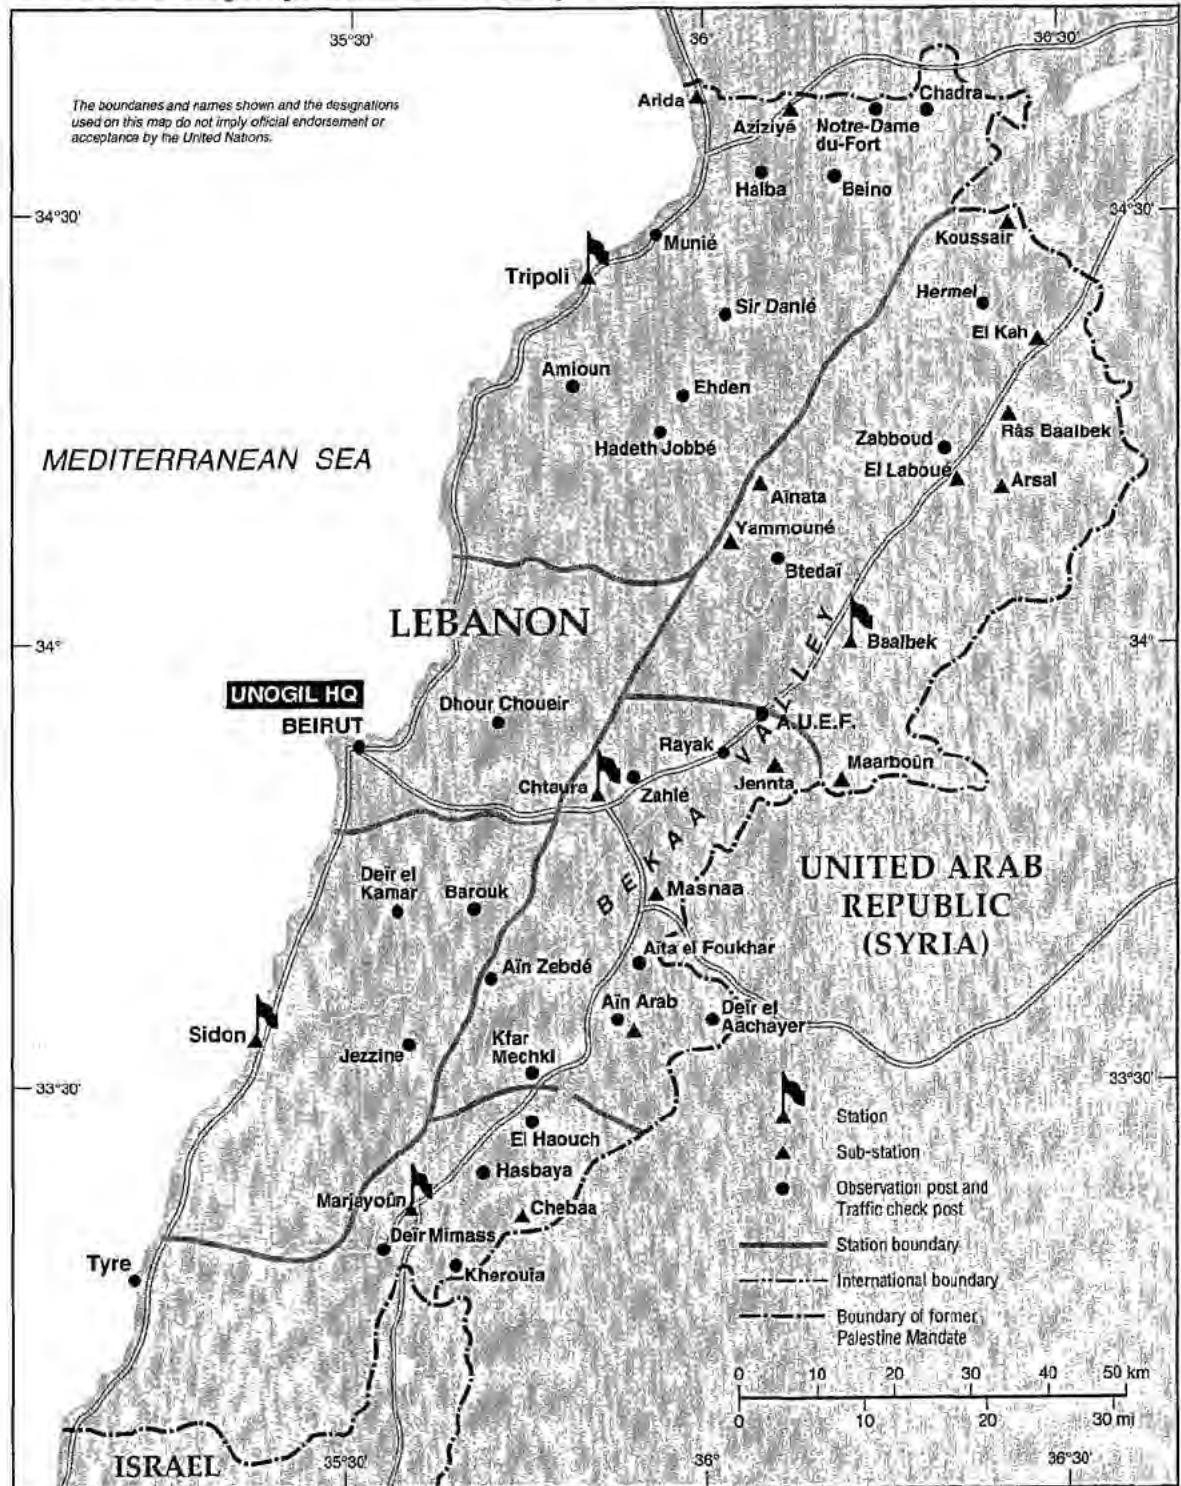 35°30'
36°
36°30'
The boundaries and names shown and the designations
used on this map do not imply official endorsement or
acceptance by the United Nations.
Arida
Aziziyé
Notre-Dame
du-Fort
Chadra
Halba
Beino
34°30'
34°30'
Munié
Koussair
Tripoli
Sir Danié
Hermel
El Kah
Amioun
Ehden
Hadeth Jobbé
Râs Baalbek
Zabboud
El Laboué
Arsal
MEDITERRANEAN SEA
Aïnata
Yammouné
Btedaï
LEBANON
34°
34°
Baalbek
UNOGIL HQ
BEIRUT
Dhour Choueir
A.U.E.F.
Rayak
BEKAA VALLEY
Chtaura
Zahlé
Jennta
Maarboûn
UNITED ARAB
REPUBLIC
(SYRIA)
Deïr el
Kamar
Barouk
Masnaa
Aïta el Foukhar
Aïn Zebdé
Aïn Arab
Deïr el
Aachayer
Sidon
Jezzine
Kfar
Mechki
33°30'
33°30'
El Haouch
Hasbaya
Marjayoûn
Chebaa
Deïr Mimass
Tyre
Kherouïa
Station
Sub-station
Observation post and
Traffic check post
Station boundary
International boundary
Boundary of former
Palestine Mandate
0 10 20 30 40 50 km
0 10 20 30 mi
ISRAEL
35°30'
36°
36°30'